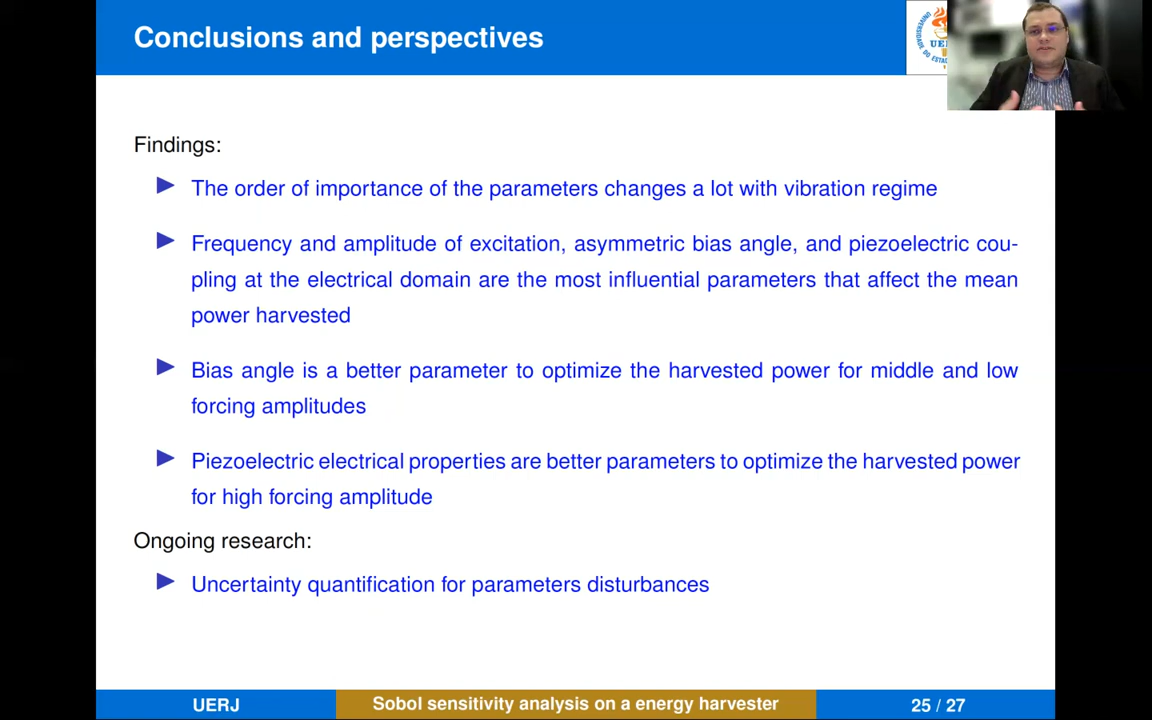 Conclusions and perspectives
UE
Findings:
The order of importance of the parameters changes a lot with vibration regime
Frequency and amplitude of excitation, asymmetric bias angle, and piezoelectric cou-
pling at the electrical domain are the most influential parameters that affect the mean
power harvested
Bias angle is a better parameter to optimize the harvested power for middle and low
forcing amplitudes
Piezoelectric electrical properties are better parameters to optimize the harvested power
for high forcing amplitude
Ongoing research:
Uncertainty quantification for parameters disturbances
UERJ
Sobol sensitivity analysis on a energy harvester
25 / 27